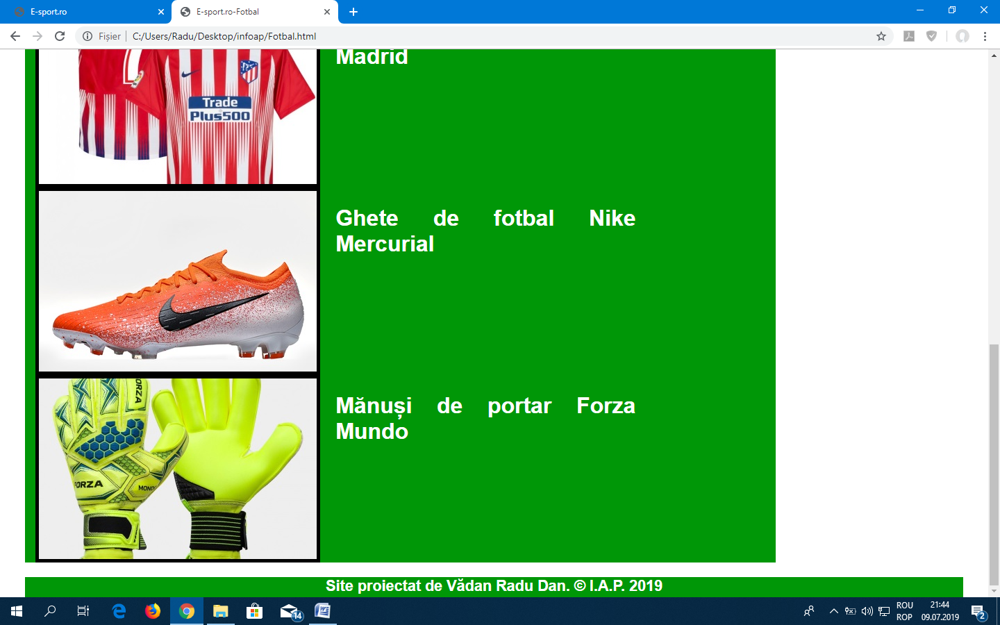 E-sport.ro
E-sport.ro-Fotbal
Fișier
C:/Users/Radu/Desktop/infoap/Fotbal.html
Madrid
Trade
Plus500
Ghete de fotbal Nike
Mercurial
Mănuși de portar Forza
Mundo
FORZA
FORZA
Site proiectat de Vădan Radu Dan. © I.A.P. 2019
14
ROU
ROP
21:44
09.07.2019
2